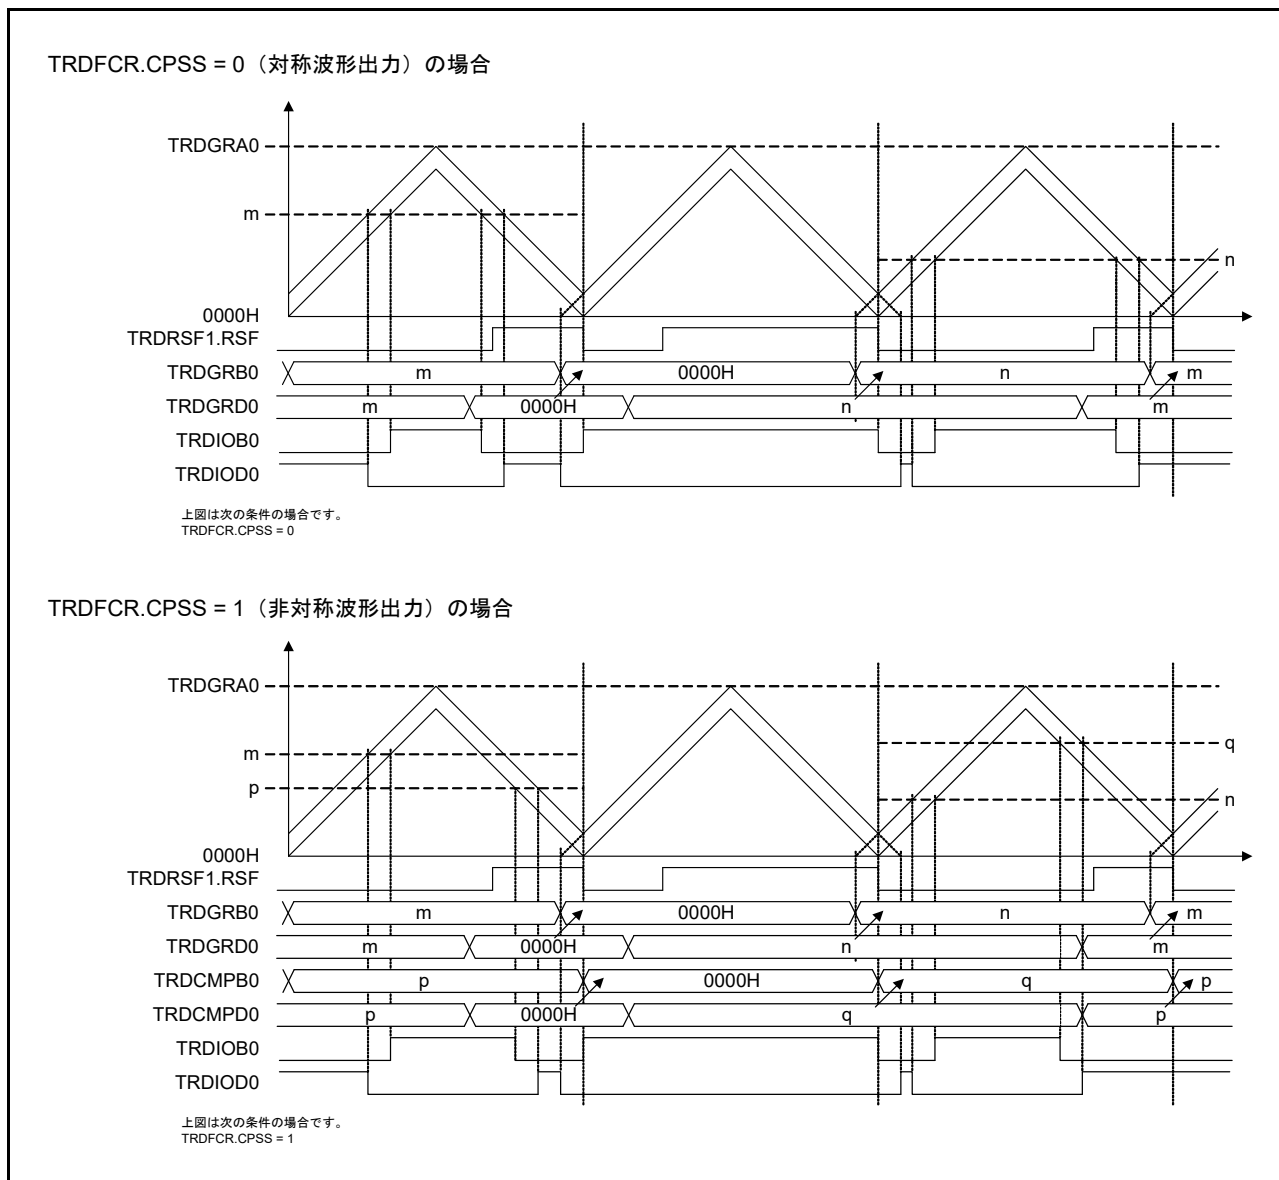 TRDFCR.CPSS = 0（対称波形出力）の場合
TRDGRA0
m
n
0000H
TRDRSF1.RSF
TRDGRB0 m 0000H n m
TRDGRD0 m 0000H n m
TRDIOB0
TRDIOD0
上図は次の条件の場合です。
TRDFCR.CPSS = 0
TRDFCR.CPSS = 1（非対称波形出力）の場合
TRDGRA0
q
m
p
n
0000H
TRDRSF1.RSF
TRDGRB0 m 0000H n m
TRDGRD0 m 0000H n m
TRDCMPB0 p 0000H q p
TRDCMPD0 p 0000H q p
TRDIOB0
TRDIOD0
上図は次の条件の場合です。
TRDFCR.CPSS = 1